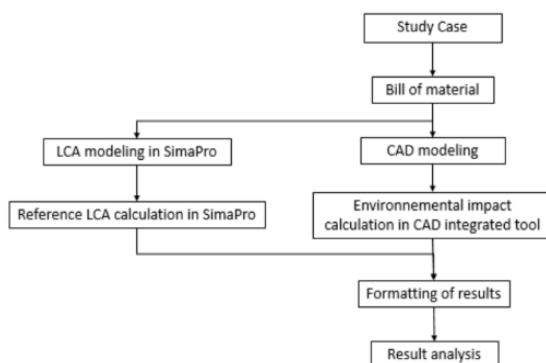 Study Case
Bill of material
LCA modeling in SimaPro
CAD modeling
Reference LCA calculation in SimaPro
Environnemental impact
calculation in CAD integrated tool
Formatting of results
Result analysis